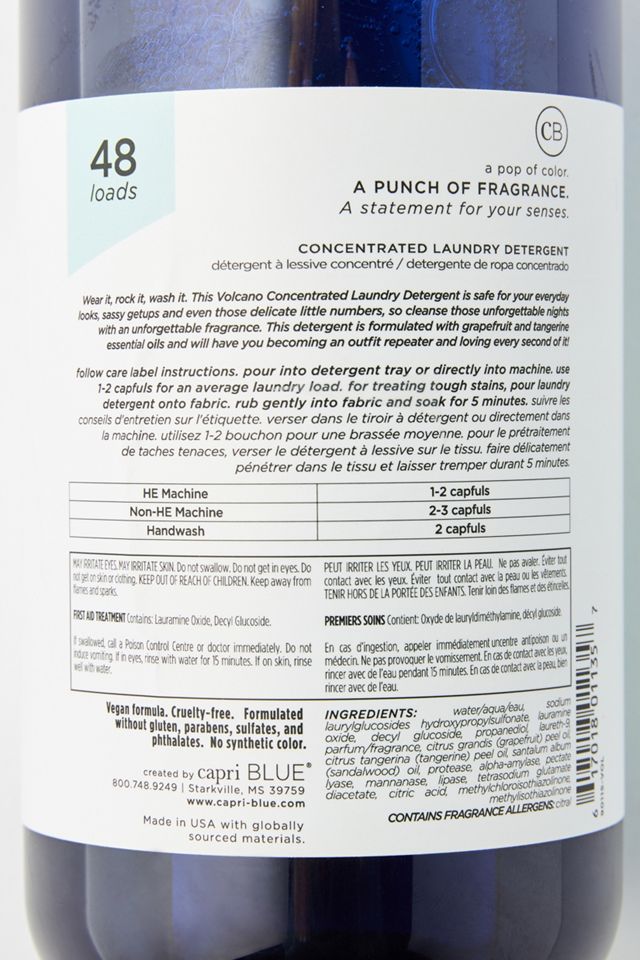 48
loads
CB
a pop of color.
A PUNCH OF FRAGRANCE.
A statement for your senses.
CONCENTRATED LAUNDRY DETERGENT
détergent à lessive concentré / detergente de ropa concentrado
Wear it, rock it, wash it. This Volcano Concentrated Laundry Detergent is safe for your everyday
looks, sassy getups and even those delicate little numbers, so cleanse those unforgettable nights
with an unforgettable fragrance. This detergent is formulated with grapefruit and tangerine
essential oils and will have you becoming an outfit repeater and loving every second of it!
follow care label instructions. pour into detergent tray or directly into machine. use
1-2 capfuls for an average laundry load. for treating tough stains, pour laundry
detergent onto fabric. rub gently into fabric and soak for 5 minutes. suivre les
conseils d'entretien sur l'étiquette. verser dans le tiroir à détergent ou directement dans
la machine. utilisez 1-2 bouchon pour une brassée moyenne. pour le prétraitement
de taches tenaces, verser le détergent à lessive sur le tissu. faire délicatement
pénétrer dans le tissu et laisser tremper durant 5 minutes.
HE Machine 1-2 capfuls
Non-HE Machine 2-3 capfuls
Handwash 2 capfuls
MAY IRRITATE EYES. MAY IRRITATE SKIN. Do not swallow. Do not get in eyes. Do
not get on skin or clothing. KEEP OUT OF REACH OF CHILDREN. Keep away from
flames and sparks.
FIRST AID TREATMENT Contains: Lauramine Oxide, Decyl Glucoside.
If swallowed, call a Poison Control Centre or doctor immediately. Do not
induce vomiting. If in eyes, rinse with water for 15 minutes. If on skin, rinse
well with water.
PEUT IRRITER LES YEUX. PEUT IRRITER LA PEAU. Ne pas avaler. Éviter tout
contact avec les yeux. Éviter tout contact avec la peau ou les vêtements.
TENIR HORS DE LA PORTÉE DES ENFANTS. Tenir loin des flames et des étincelles.
PREMIERS SOINS Contient: Oxyde de lauryldiméthylamine, décyl glucoside.
En cas d'ingestion, appeler immédiatement un centre antipoison ou un
médecin. Ne pas provoquer le vomissement. En cas de contact avec les yeux,
rincer avec de l'eau pendant 15 minutes. En cas de contact avec la peau, bien
rincer avec de l'eau.
Vegan formula. Cruelty-free. Formulated
without gluten, parabens, sulfates, and
phthalates. No synthetic color.
created by capri BLUE®
800.748.9249 | Starkville, MS 39759
www.capri-blue.com
Made in USA with globally
sourced materials.
INGREDIENTS: water/aqua/eau, sodium
laurylglucosides hydroxypropylsulfonate, lauramine
oxide, decyl glucoside, propanediol, laureth-9,
parfum/fragrance, citrus grandis (grapefruit) peel oil,
citrus tangerina (tangerine) peel oil, santalum album
(sandalwood) oil, protease, alpha-amylase, pectate
lyase, mannanase, lipase, tetrasodium glutamate
diacetate, citric acid, methylchloroisothiazolinone
methylisothiazolinone
CONTAINS FRAGRANCE ALLERGENS: citral
6 17018 01135 7